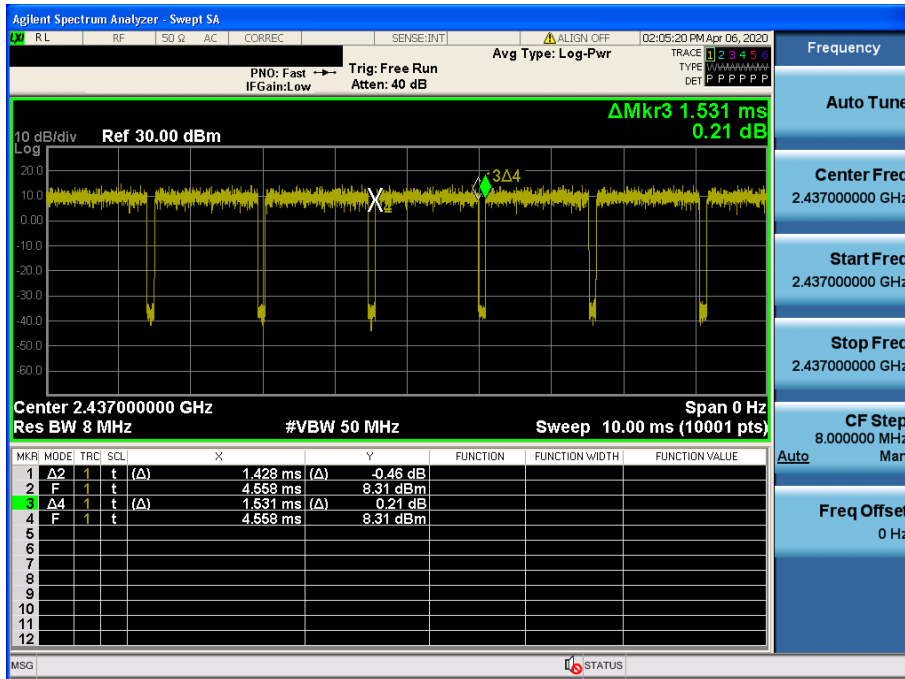 Agilent Spectrum Analyzer - Swept SA
LXI RL RF 50 Ω AC CORREC SENSE:INT ALIGN OFF 02:05:20 PM Apr 06, 2020
Frequency
Avg Type: Log-Pwr TRACE 1 2 3 4 5 6
PNO: Fast Trig: Free Run TYPE WWWWWW
IFGain:Low Atten: 40 dB DET P P P P P P
Auto Tune
ΔMkr3 1.531 ms
10 dB/div Ref 30.00 dBm 0.21 dB
Log
20.0
3Δ4
10.0
0.00
-10.0
-20.0
-30.0
-40.0
-50.0
-60.0
Center Freq
2.437000000 GHz
Start Freq
2.437000000 GHz
Stop Freq
2.437000000 GHz
Center 2.437000000 GHz Span 0 Hz
Res BW 8 MHz #VBW 50 MHz Sweep 10.00 ms (10001 pts)
CF Step
8.000000 MHz
Auto Man
Freq Offset
0 Hz
MKR MODE TRC SCL X Y FUNCTION FUNCTION WIDTH FUNCTION VALUE
1 Δ2 1 t (Δ) 1.428 ms (Δ) -0.46 dB
2 F 1 t 4.558 ms 8.31 dBm
3 Δ4 1 t (Δ) 1.531 ms (Δ) 0.21 dB
4 F 1 t 4.558 ms 8.31 dBm
5
6
7
8
9
10
11
12
MSG STATUS